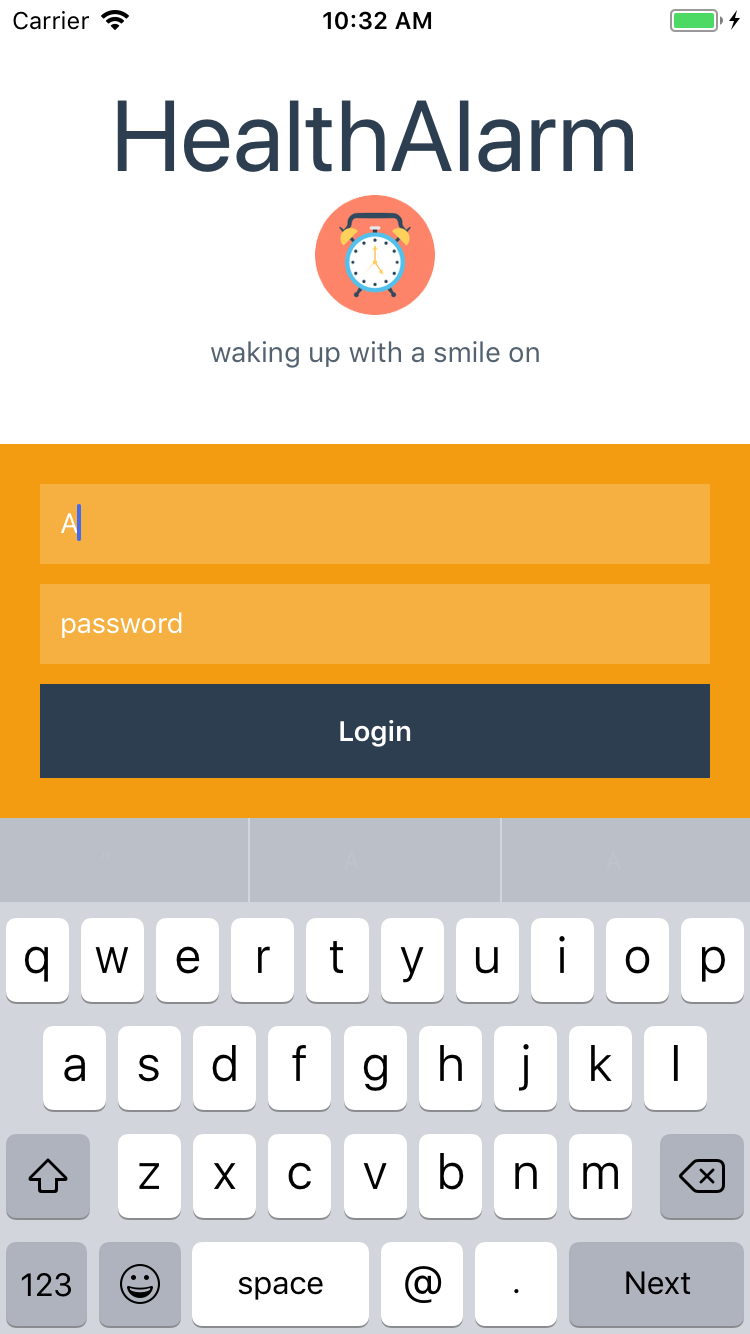 Carrier 10:32 AM
HealthAlarm
waking up with a smile on
A
password
Login
A A
q w e r t y u i o p
a s d f g h j k l
z x c v b n m
123 space @ . Next